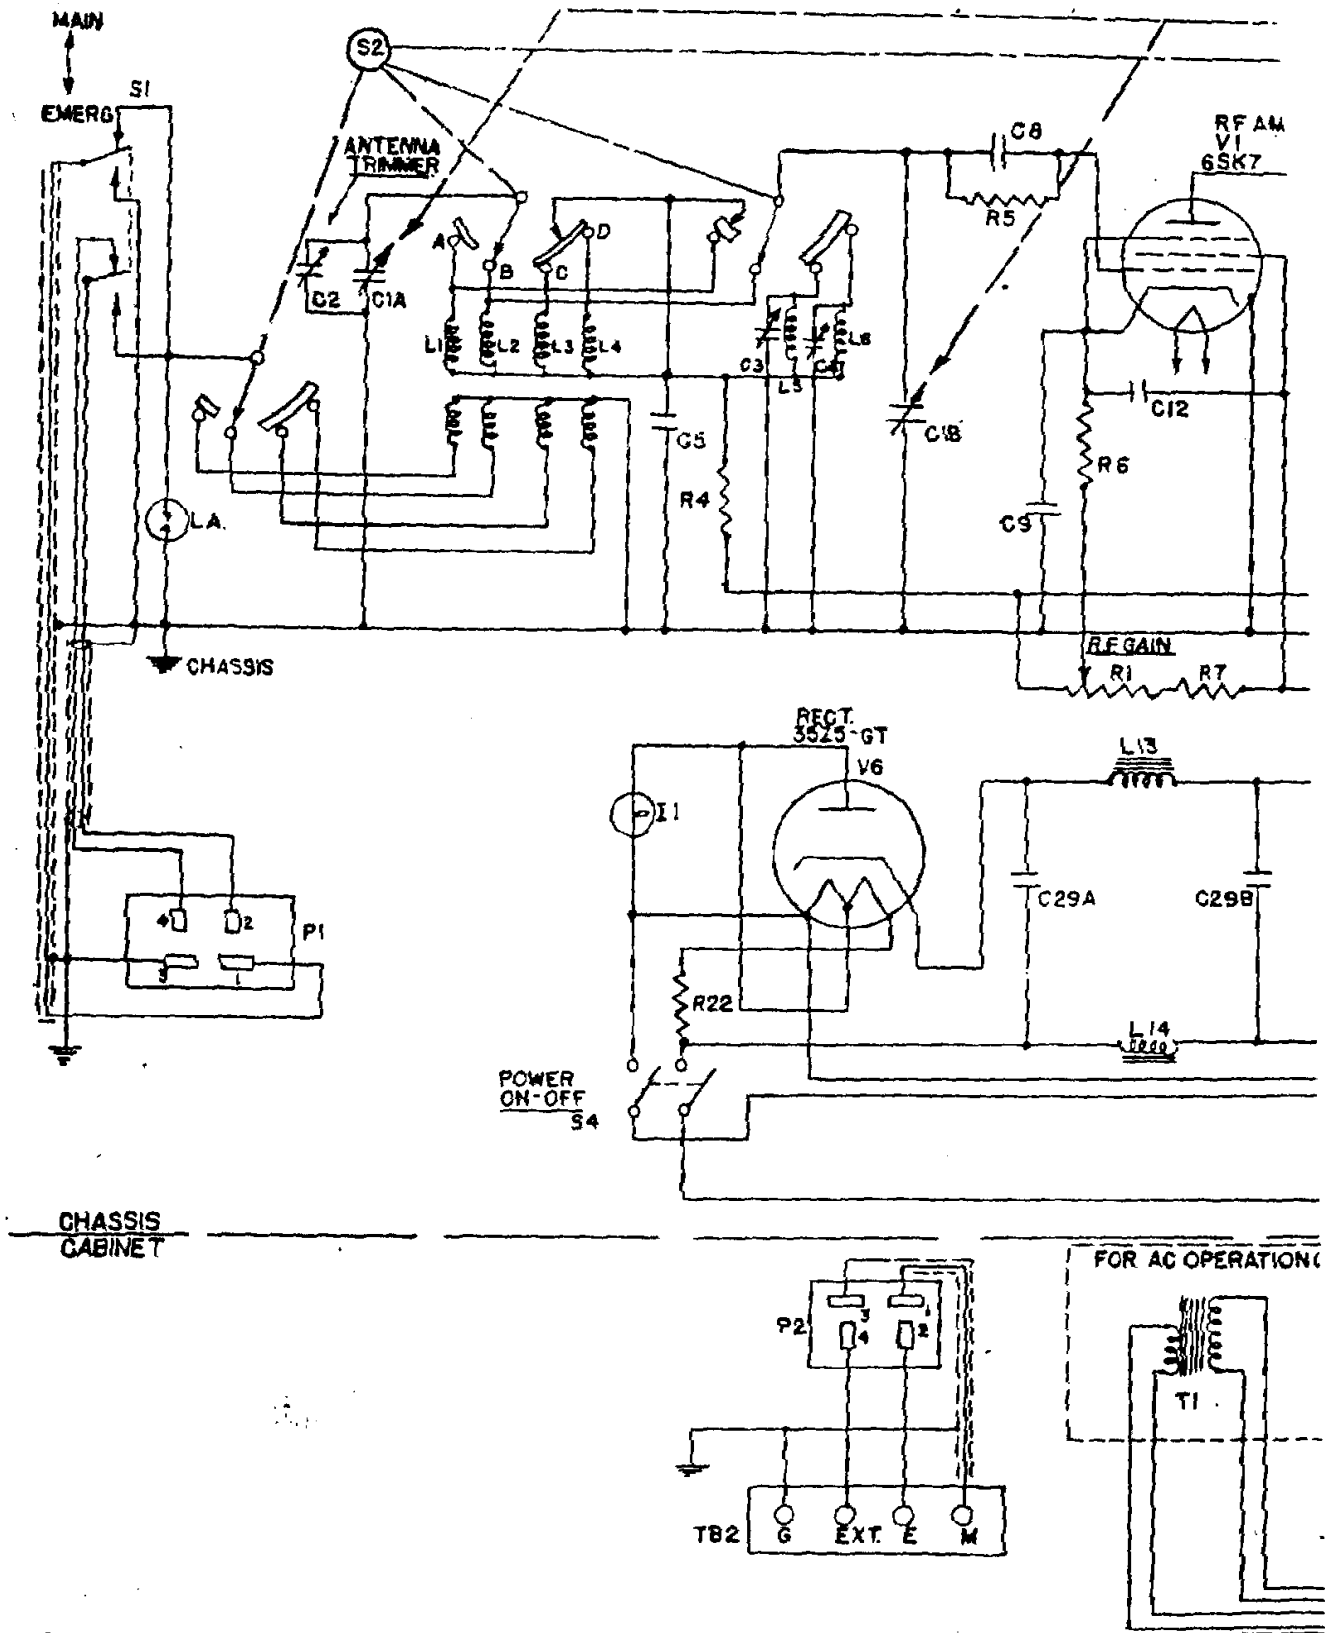 MAIN
S2
S1
EMERG
ANTENNA
TRIMMER
C8
RF AM
V1
6SK7
R5
A
D
B
C
C2
C1A
L1
L2
L3
L4
C3
L5
L6
C12
C5
C1B
R6
R4
C9
L.A.
CHASSIS
R.F GAIN
R1
R7
RECT.
35Z5-GT
V6
L13
I1
C29A
C29B
4
2
P1
3
1
R22
L14
POWER
ON-OFF
S4
CHASSIS
CABINET
FOR AC OPERATION(
P2
3
1
4
2
T1
TB2
G
EXT.
E
M